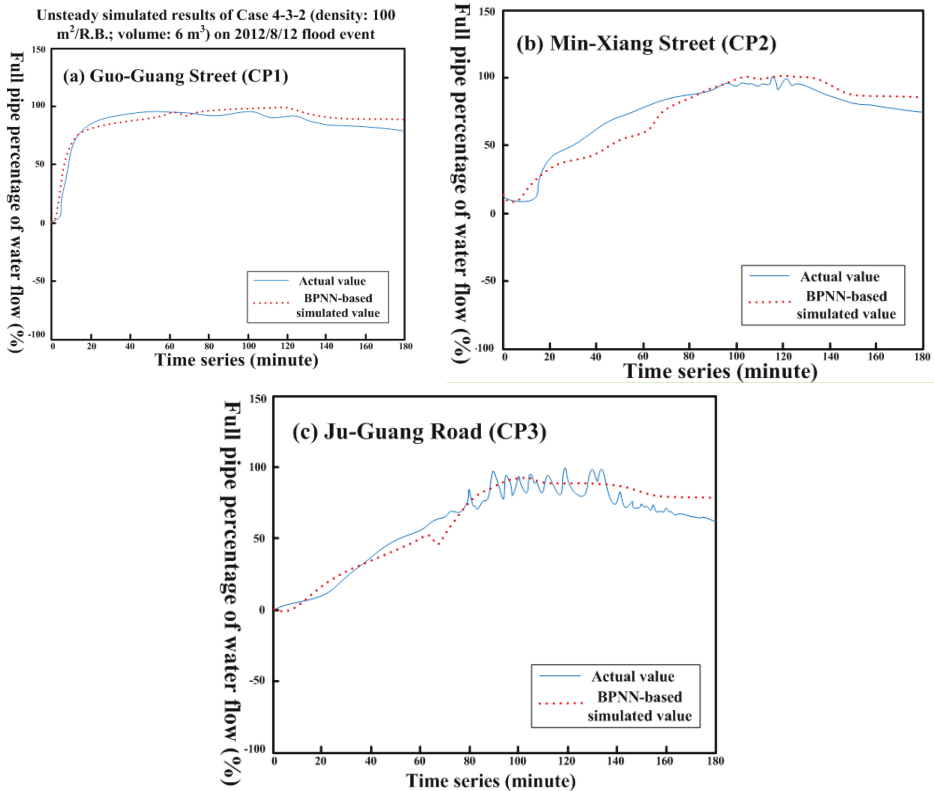 Unsteady simulated results of Case 4-3-2 (density: 100
m²/R.B.; volume: 6 m³) on 2012/8/12 flood event
Full pipe percentage of water flow (%)
150
100
50
0
-50
-100
(a) Guo-Guang Street (CP1)
Actual value
BPNN-based
simulated value
0 20 40 60 80 100 120 140 160 180
Time series (minute)
Full pipe percentage of water flow (%)
150
100
50
0
-50
-100
(b) Min-Xiang Street (CP2)
Actual value
BPNN-based
simulated value
0 20 40 60 80 100 120 140 160 180
Time series (minute)
Full pipe percentage of water flow (%)
150
100
50
0
-50
-100
(c) Ju-Guang Road (CP3)
Actual value
BPNN-based
simulated value
0 20 40 60 80 100 120 140 160 180
Time series (minute)